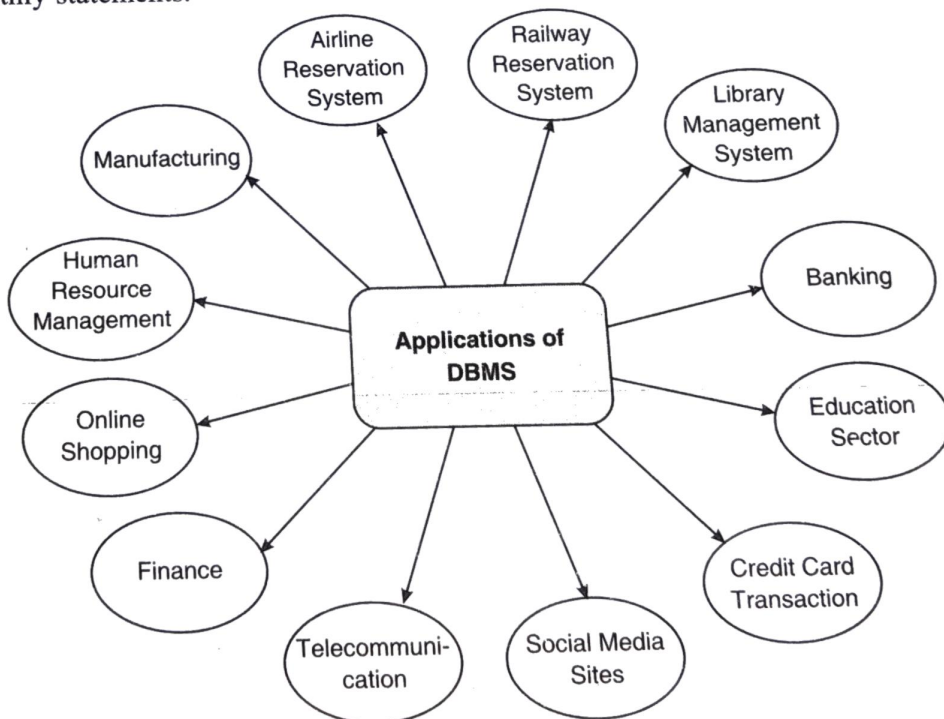 statements.
Airline
Reservation
System
Railway
Reservation
System
Library
Management
System
Manufacturing
Human
Resource
Management
Banking
Applications of
DBMS
Online
Shopping
Education
Sector
Finance
Credit Card
Transaction
Telecommuni-
cation
Social Media
Sites